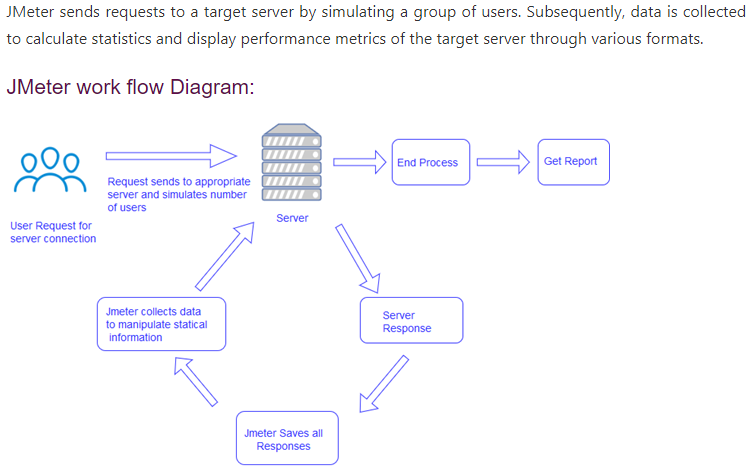 JMeter sends requests to a target server by simulating a group of users. Subsequently, data is collected
to calculate statistics and display performance metrics of the target server through various formats.
JMeter work flow Diagram:
Request sends to appropriate
server and simulates number
of users
User Request for
server connection
Server
End Process
Get Report
Jmeter collects data
to manipulate statical
information
Server
Response
Jmeter Saves all
Responses